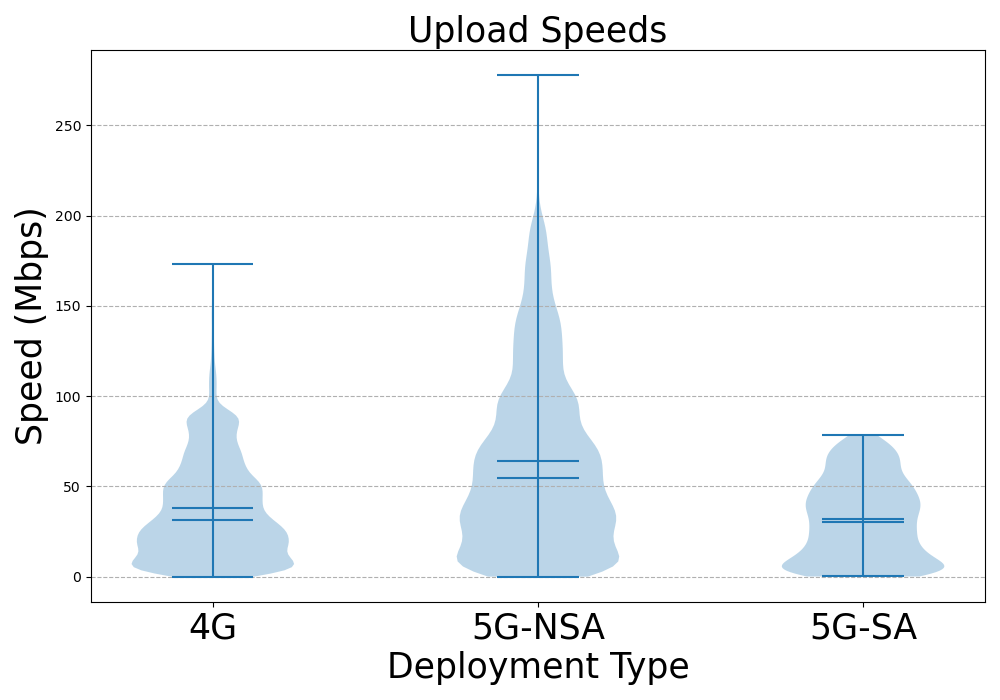 Upload Speeds
Speed (Mbps)
250
200
150
100
50
0
4G
5G-NSA
5G-SA
Deployment Type